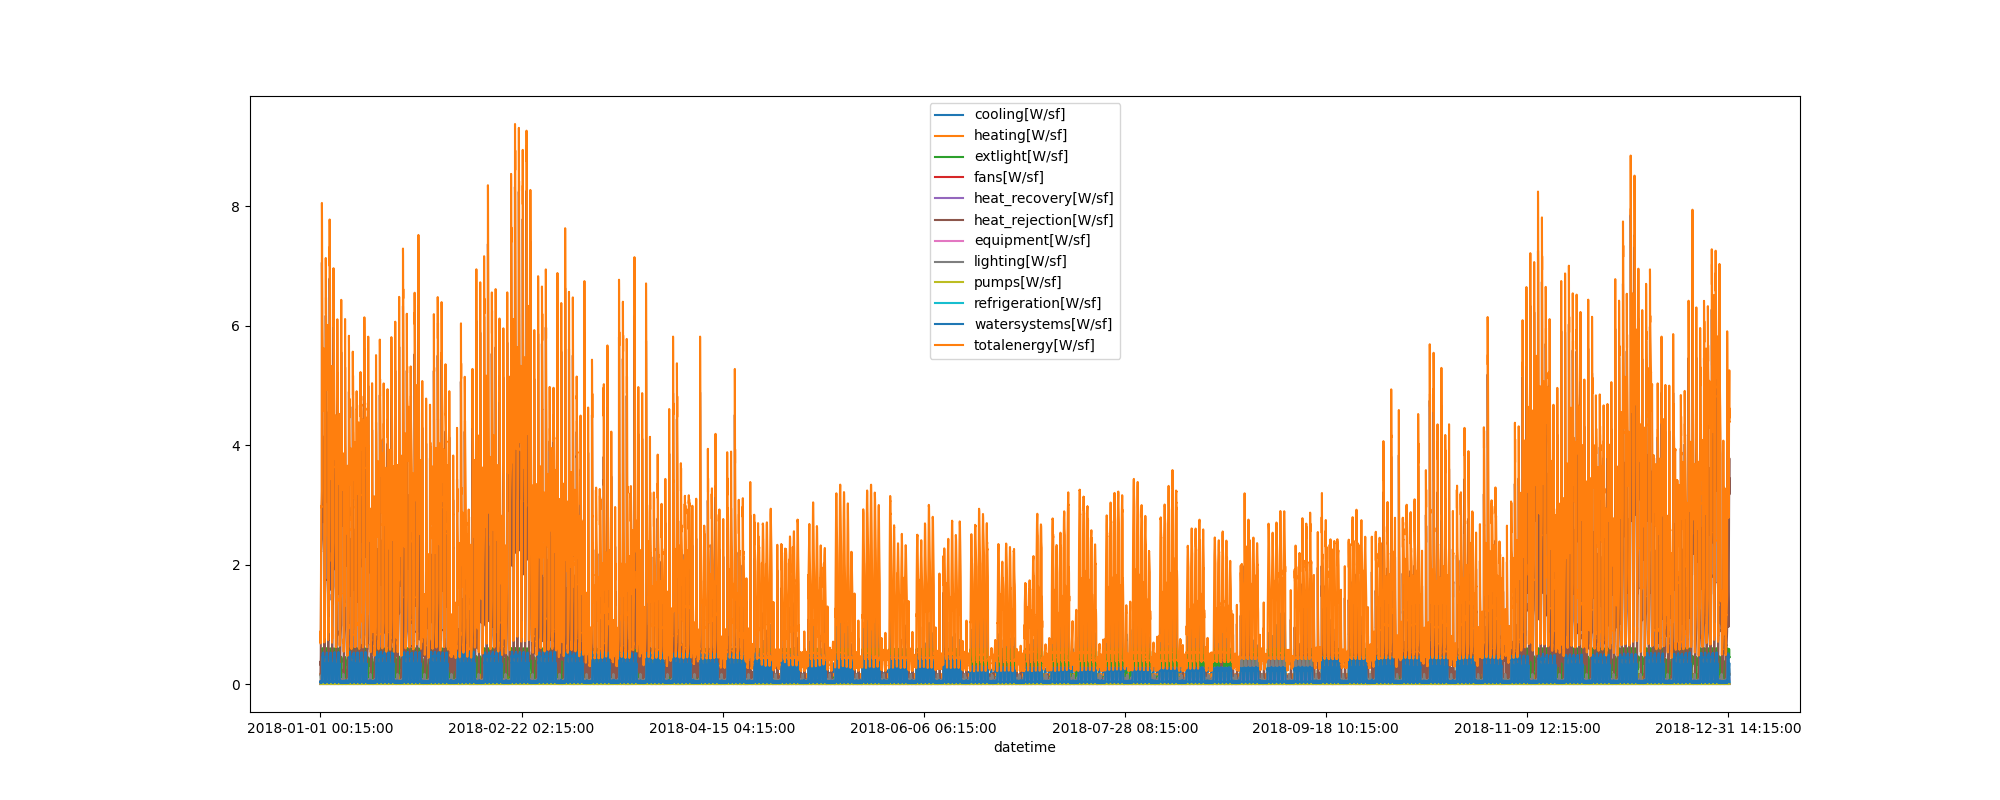 cooling[W/sf]
heating[W/sf]
extlight[W/sf]
fans[W/sf]
heat_recovery[W/sf]
heat_rejection[W/sf]
equipment[W/sf]
lighting[W/sf]
pumps[W/sf]
refrigeration[W/sf]
watersystems[W/sf]
totalenergy[W/sf]
8
6
4
2
0
2018-01-01 00:15:00 2018-02-22 02:15:00 2018-04-15 04:15:00 2018-06-06 06:15:00 2018-07-28 08:15:00 2018-09-18 10:15:00 2018-11-09 12:15:00 2018-12-31 14:15:00
datetime